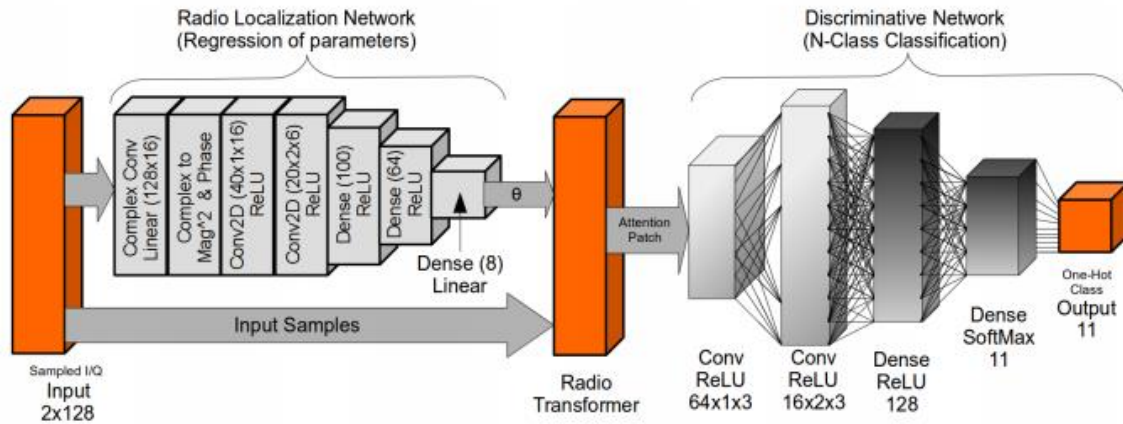 Radio Localization Network
(Regression of parameters)
Discriminative Network
(N-Class Classification)
Complex Conv
Linear (128x16)
Complex to
Mag^2 & Phase
Conv2D (40x1x16)
ReLU
Conv2D (20x2x6)
ReLU
Dense (100)
ReLU
Dense (64)
ReLU
Dense (8)
Linear
θ
Input Samples
Sampled I/Q
Input
2x128
Radio
Transformer
Attention
Patch
Conv
ReLU
64x1x3
Conv
ReLU
16x2x3
Dense
ReLU
128
Dense
SoftMax
11
One-Hot
Class
Output
11